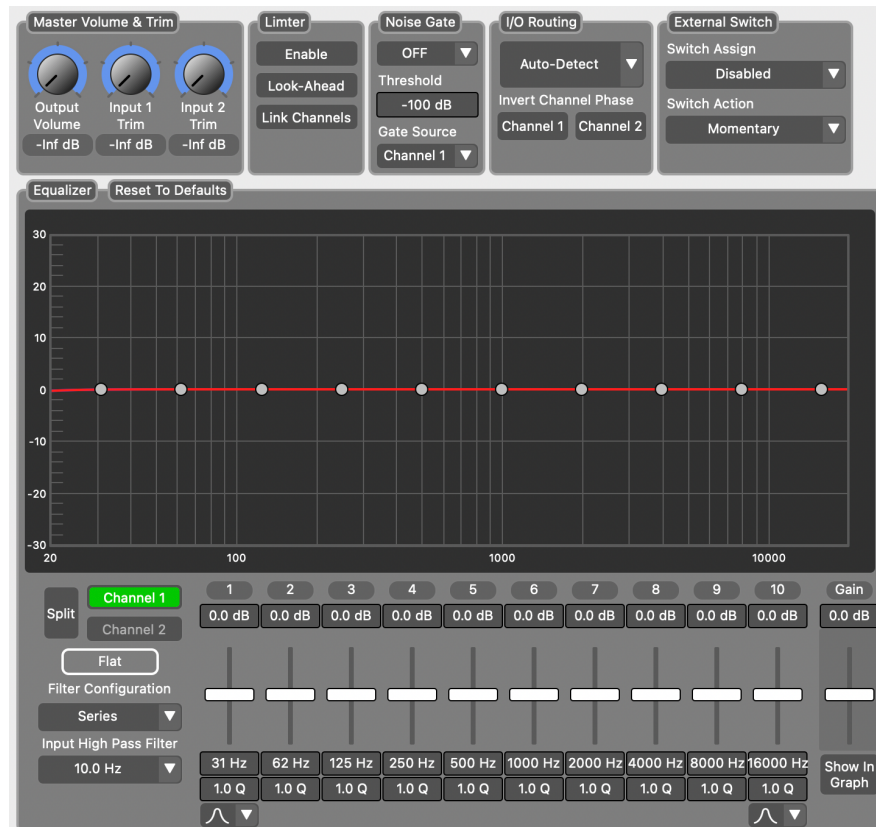 Master Volume & Trim
Output Volume
-Inf dB
Input 1 Trim
-Inf dB
Input 2 Trim
-Inf dB
Limter
Enable
Look-Ahead
Link Channels
Noise Gate
OFF
Threshold
-100 dB
Gate Source
Channel 1
I/O Routing
Auto-Detect
Invert Channel Phase
Channel 1 Channel 2
External Switch
Switch Assign
Disabled
Switch Action
Momentary
Equalizer Reset To Defaults
30
20
10
0
-10
-20
-30
20 100 1000 10000
Split
Channel 1
Channel 2
Flat
Filter Configuration
Series
Input High Pass Filter
10.0 Hz
1 2 3 4 5 6 7 8 9 10 Gain
0.0 dB 0.0 dB 0.0 dB 0.0 dB 0.0 dB 0.0 dB 0.0 dB 0.0 dB 0.0 dB 0.0 dB 0.0 dB
31 Hz 62 Hz 125 Hz 250 Hz 500 Hz 1000 Hz 2000 Hz 4000 Hz 8000 Hz 16000 Hz
1.0 Q 1.0 Q 1.0 Q 1.0 Q 1.0 Q 1.0 Q 1.0 Q 1.0 Q 1.0 Q 1.0 Q
Show In
Graph